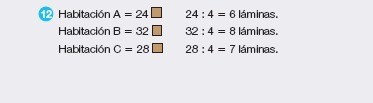 12 Habitación A = 24 24 : 4 = 6 láminas.
Habitación B = 32 32 : 4 = 8 láminas.
Habitación C = 28 28 : 4 = 7 láminas.